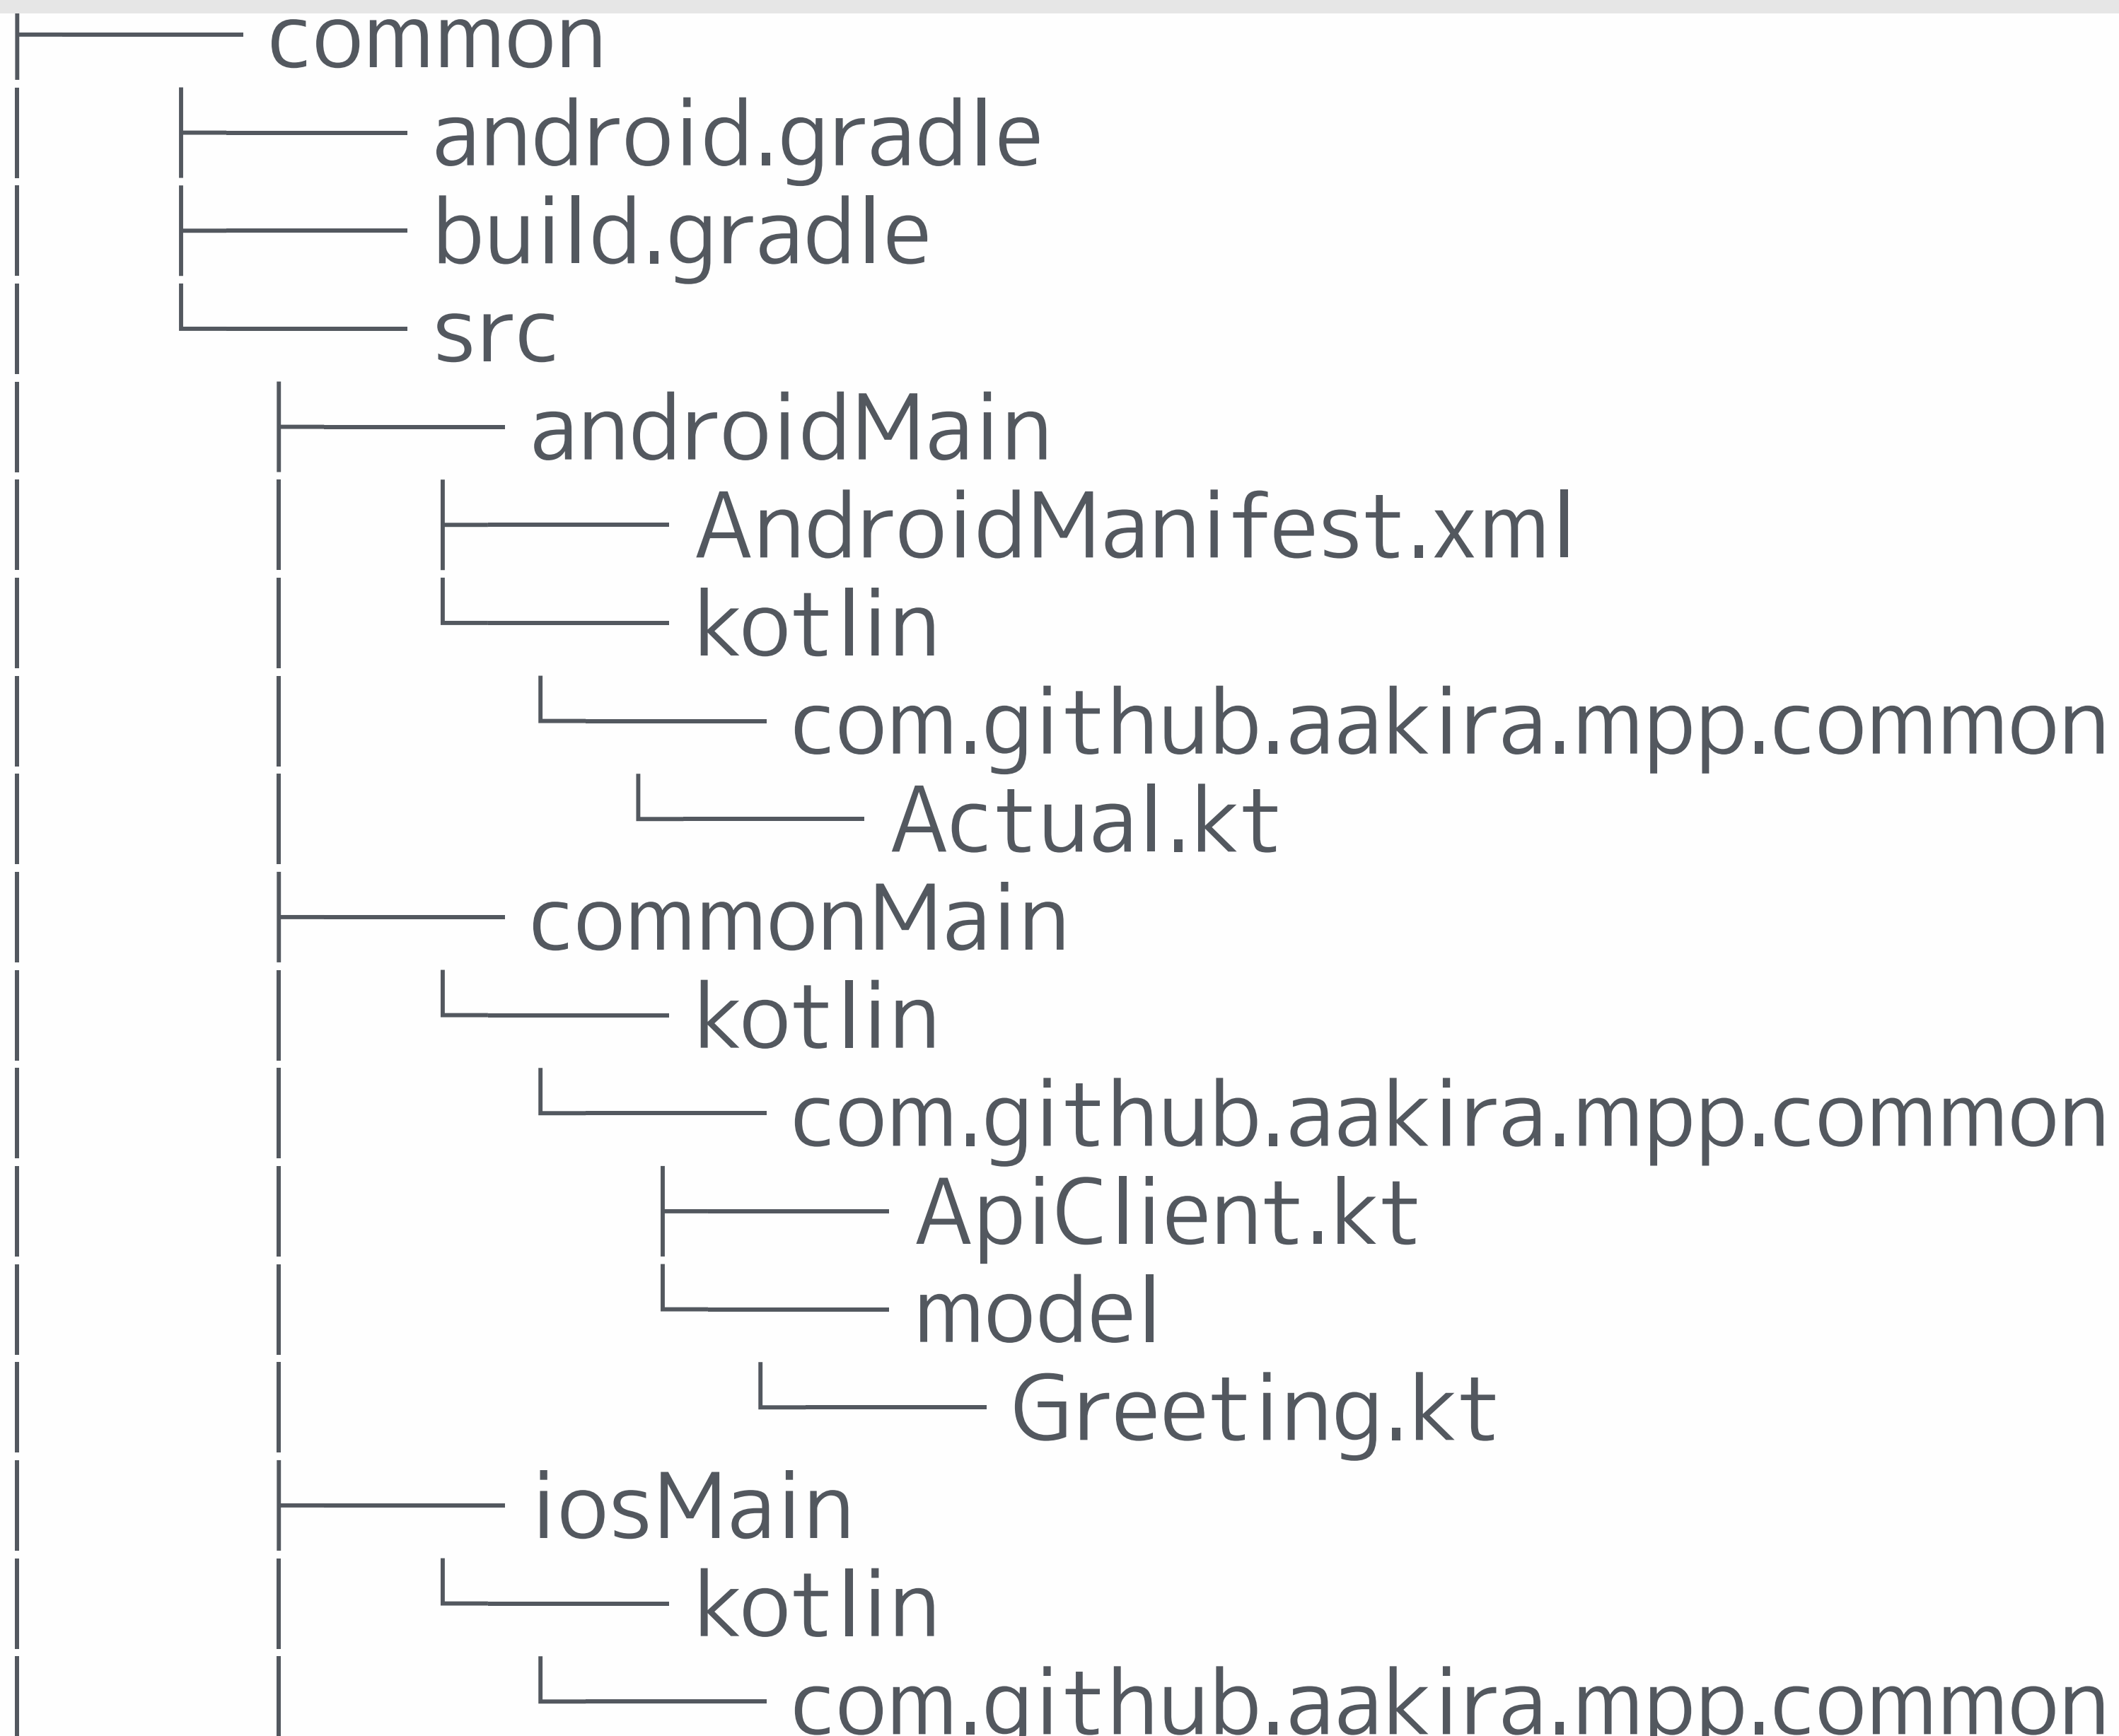 common
android.gradle
build.gradle
src
androidMain
AndroidManifest.xml
kotlin
com.github.aakira.mpp.common
Actual.kt
commonMain
kotlin
com.github.aakira.mpp.common
ApiClient.kt
model
Greeting.kt
iosMain
kotlin
com.github.aakira.mpp.common